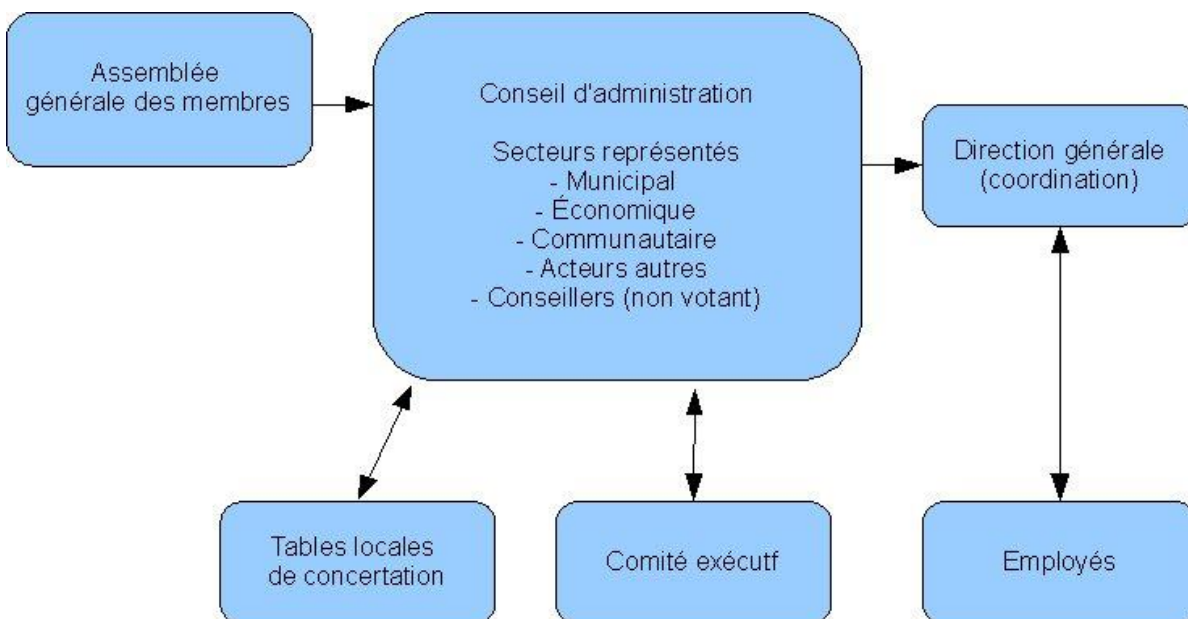 Assemblée
générale des membres
Conseil d'administration
Secteurs représentés
- Municipal
- Économique
- Communautaire
- Acteurs autres
- Conseillers (non votant)
Direction générale
(coordination)
Tables locales
de concertation
Comité exécutf
Employés